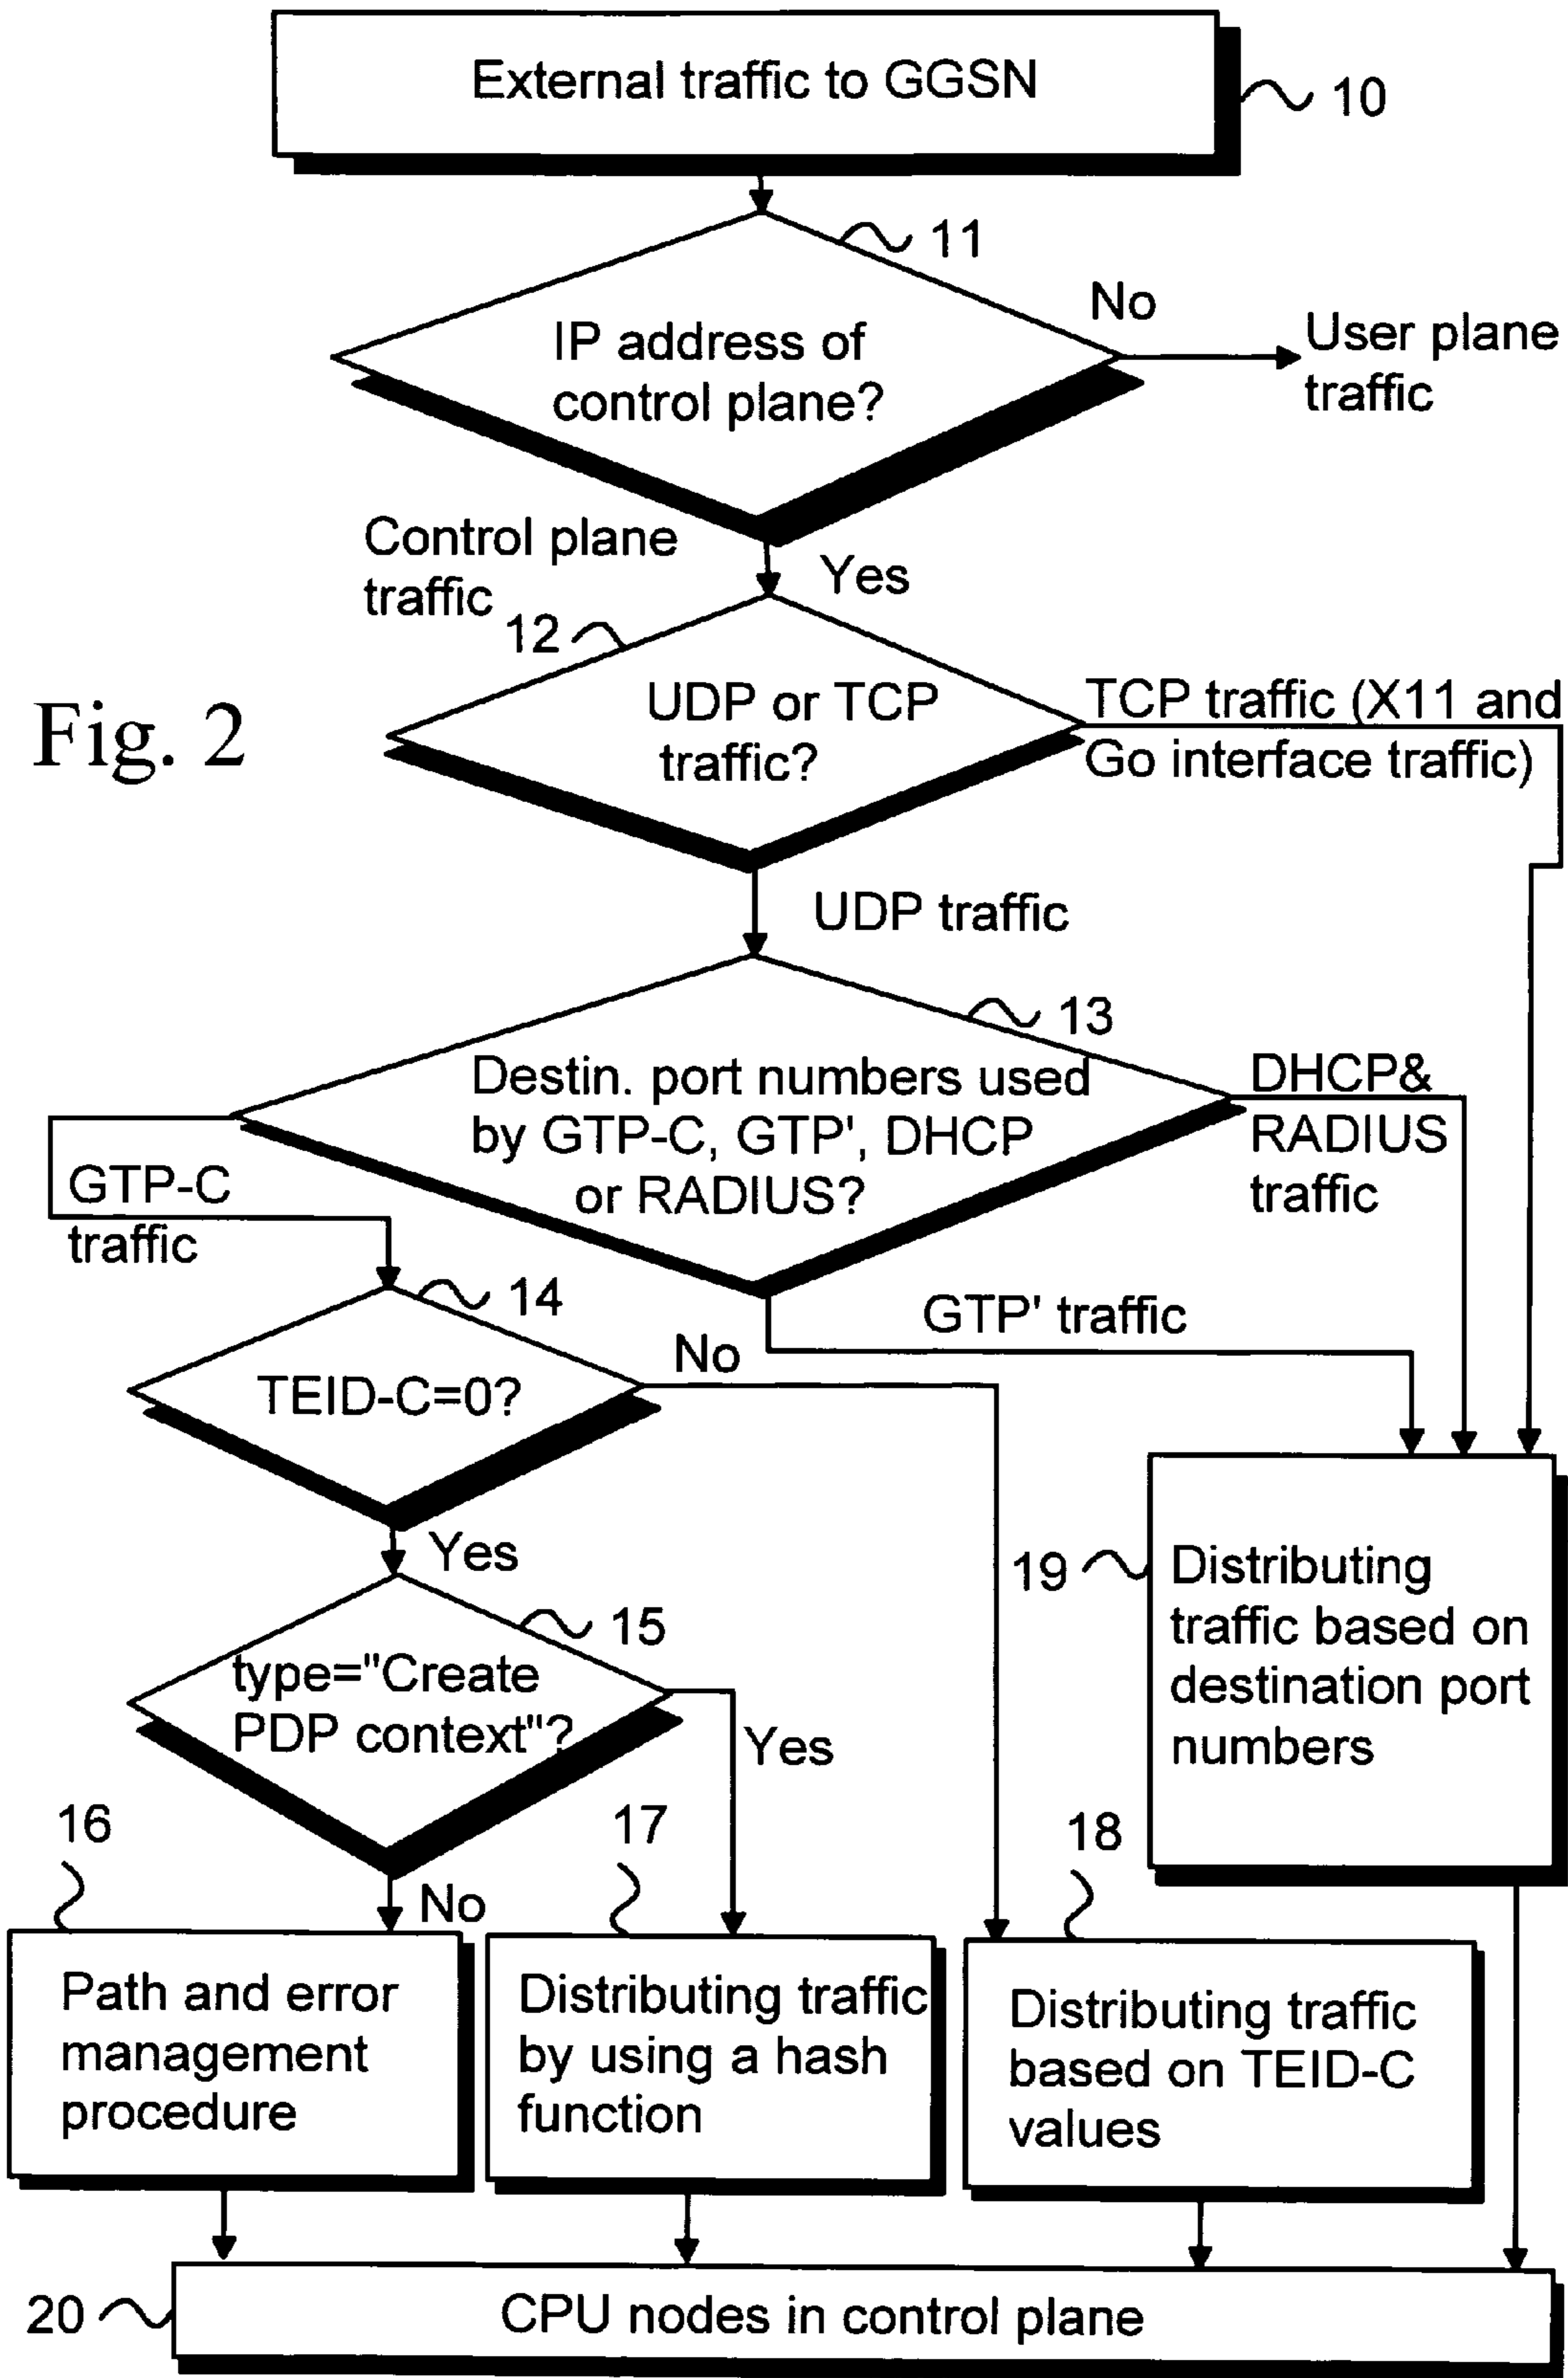 External traffic to GGSN
10
11
IP address of
control plane?
No
User plane
traffic
Control plane
traffic
Yes
12
UDP or TCP
traffic?
TCP traffic (X11 and
Go interface traffic)
Fig. 2
UDP traffic
13
Destin. port numbers used
by GTP-C, GTP', DHCP
or RADIUS?
DHCP&
RADIUS
traffic
GTP-C
traffic
14
GTP' traffic
TEID-C=0?
No
Yes
15
type="Create
PDP context"?
Yes
19
Distributing
traffic based on
destination port
numbers
16
17
18
No
Path and error
management
procedure
Distributing traffic
by using a hash
function
Distributing traffic
based on TEID-C
values
20
CPU nodes in control plane